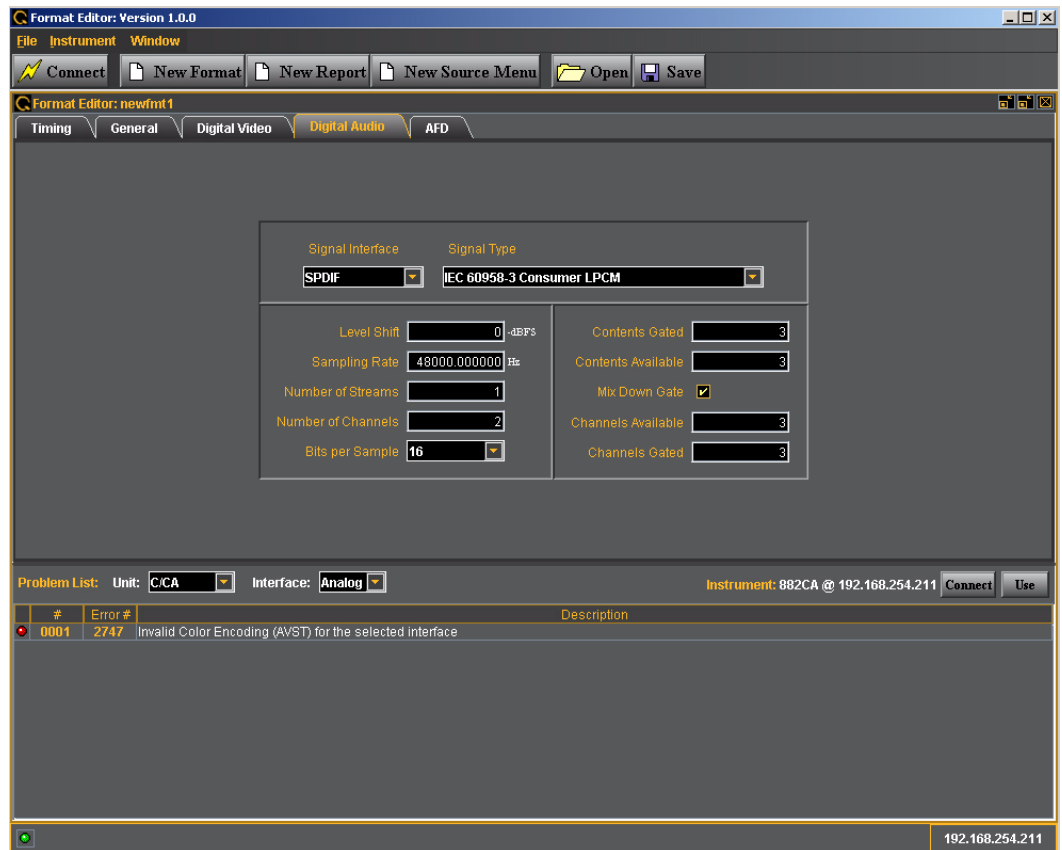 Format Editor: Version 1.0.0
File Instrument Window
Connect New Format New Report New Source Menu Open Save
Format Editor: newfmt1
Timing General Digital Video Digital Audio AFD
Signal Interface Signal Type
SPDIF IEC 60958-3 Consumer LPCM
Level Shift 0 -dBFS
Sampling Rate 48000.000000 Hz
Number of Streams 1
Number of Channels 2
Bits per Sample 16
Contents Gated 3
Contents Available 3
Mix Down Gate
Channels Available 3
Channels Gated 3
Problem List: Unit: C/CA Interface: Analog Instrument: 882CA @ 192.168.254.211 Connect Use
# Error # Description
0001 2747 Invalid Color Encoding (AVST) for the selected interface
192.168.254.211